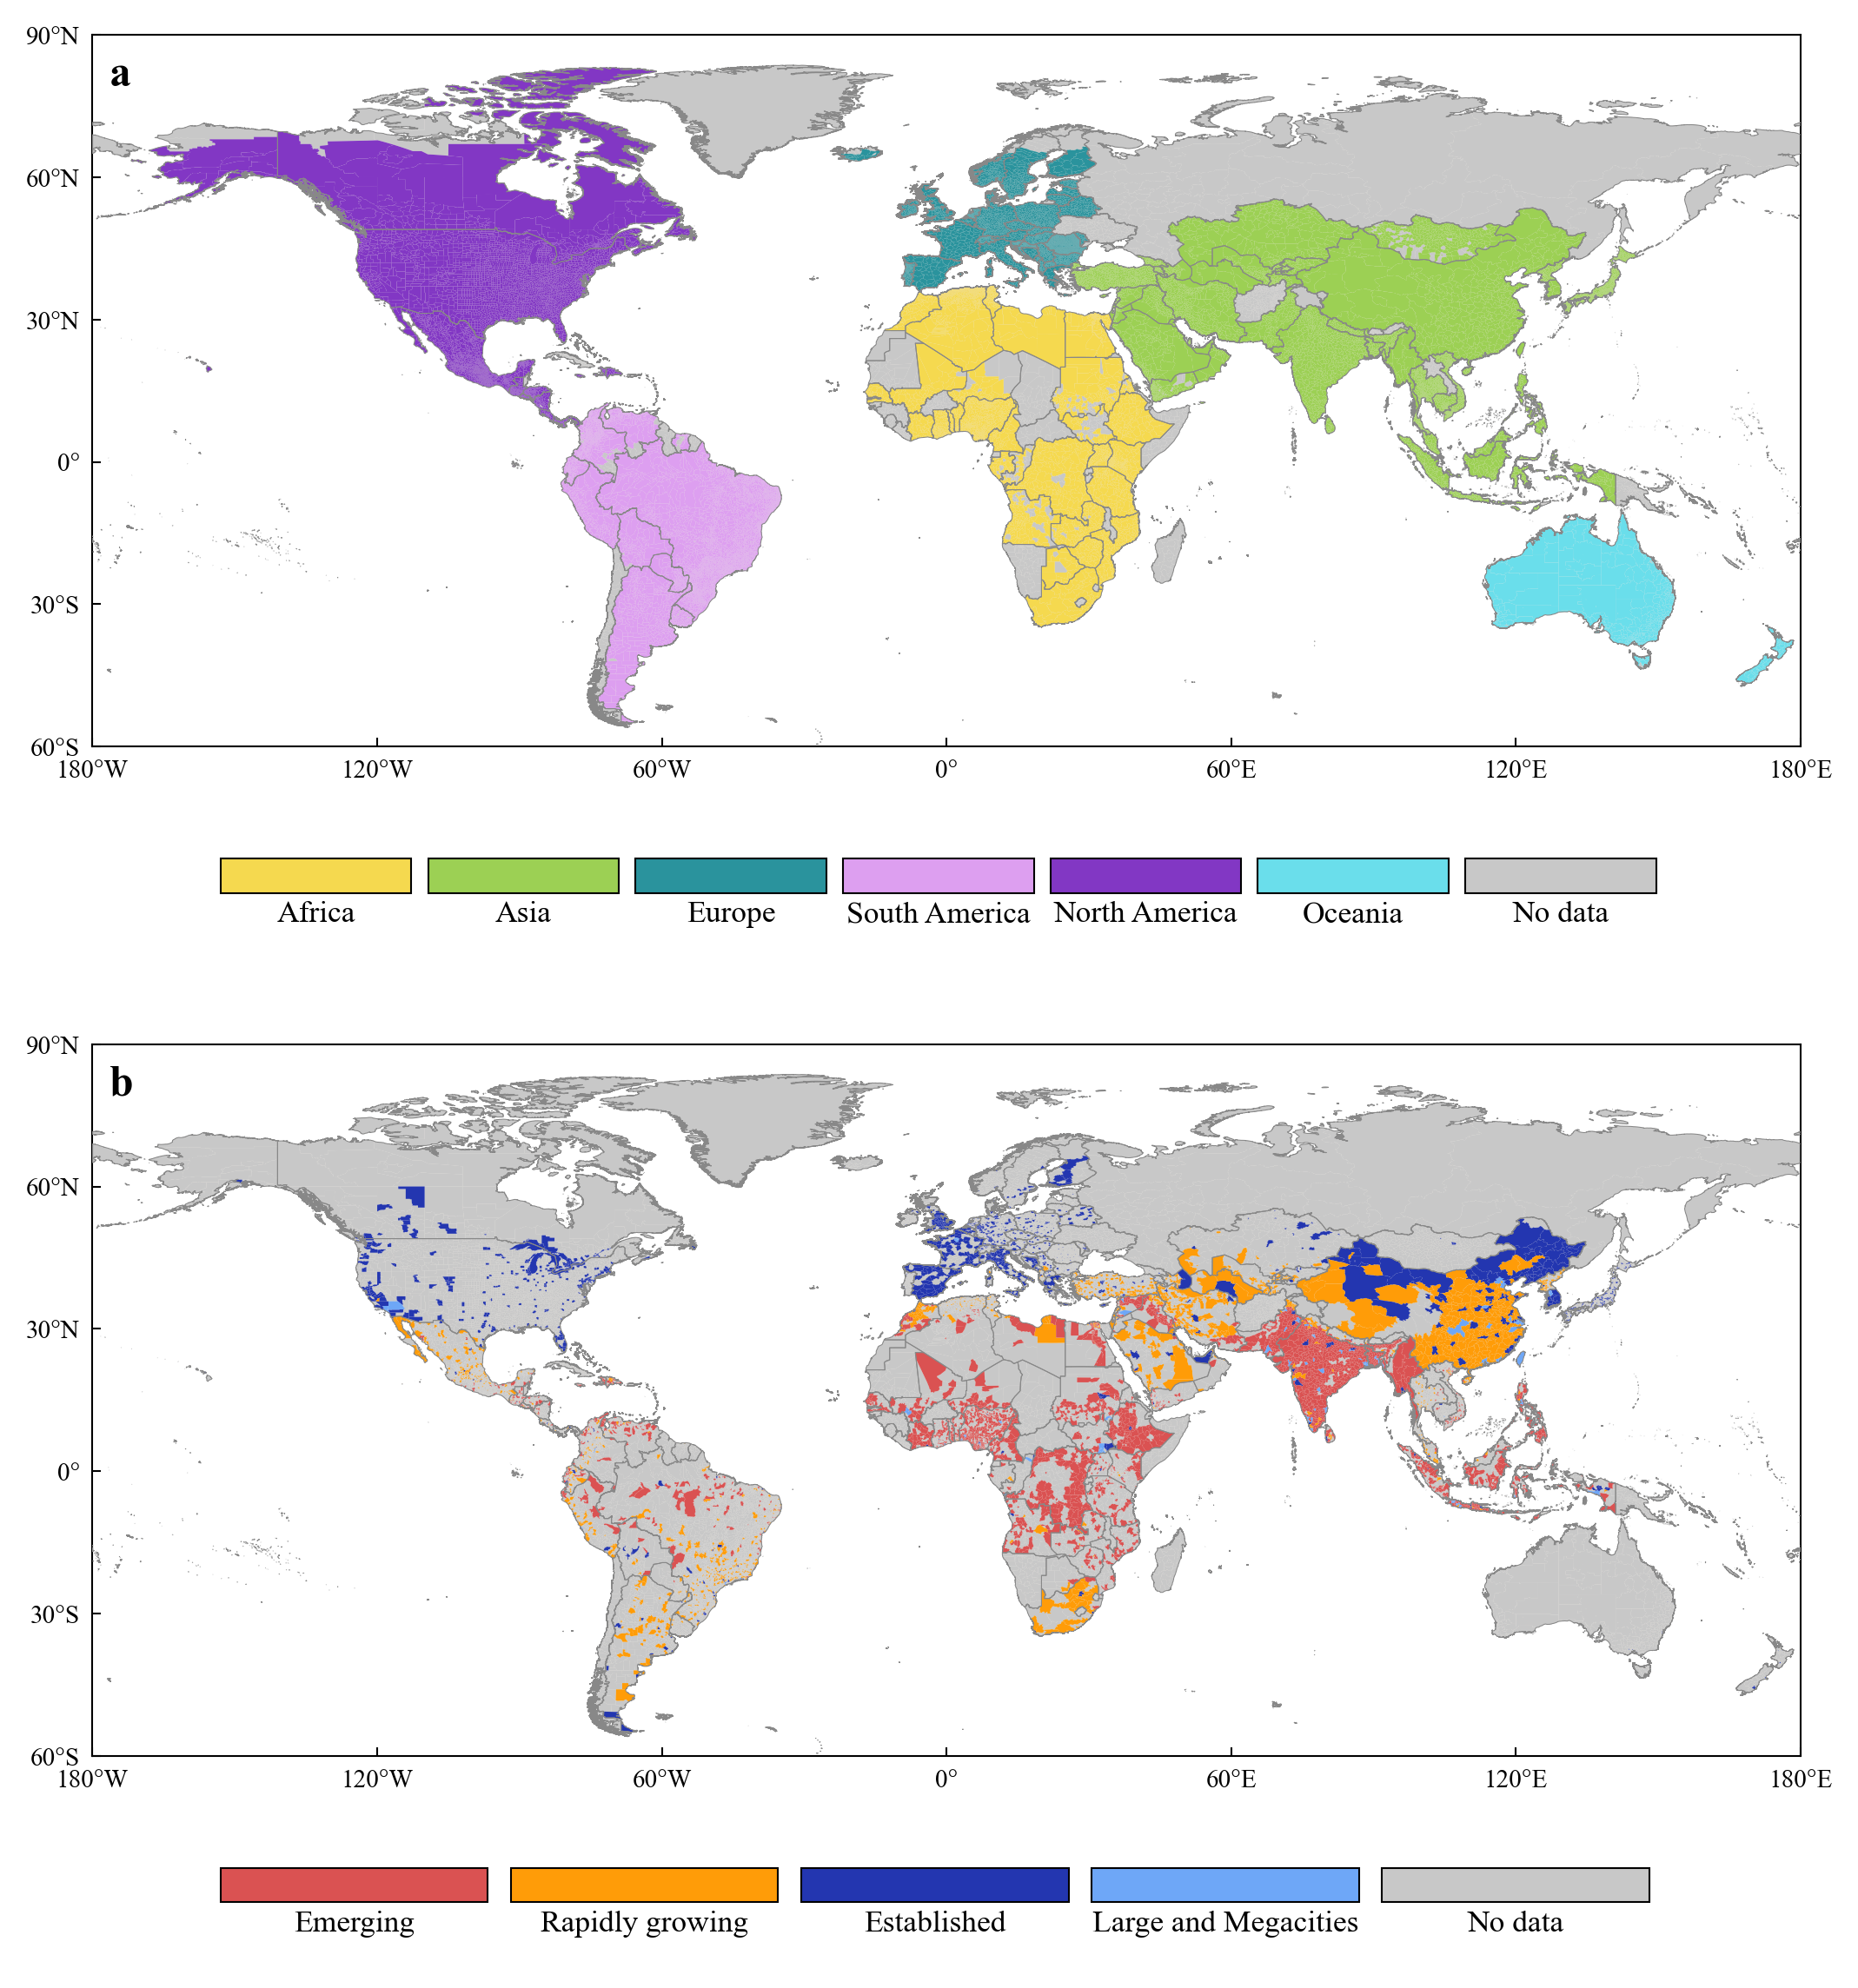 90°N
a
60°N
30°N
0°
30°S
60°S
180°W 120°W 60°W 0° 60°E 120°E 180°E
Africa Asia Europe South America North America Oceania No data
90°N
b
60°N
30°N
0°
30°S
60°S
180°W 120°W 60°W 0° 60°E 120°E 180°E
Emerging Rapidly growing Established Large and Megacities No data